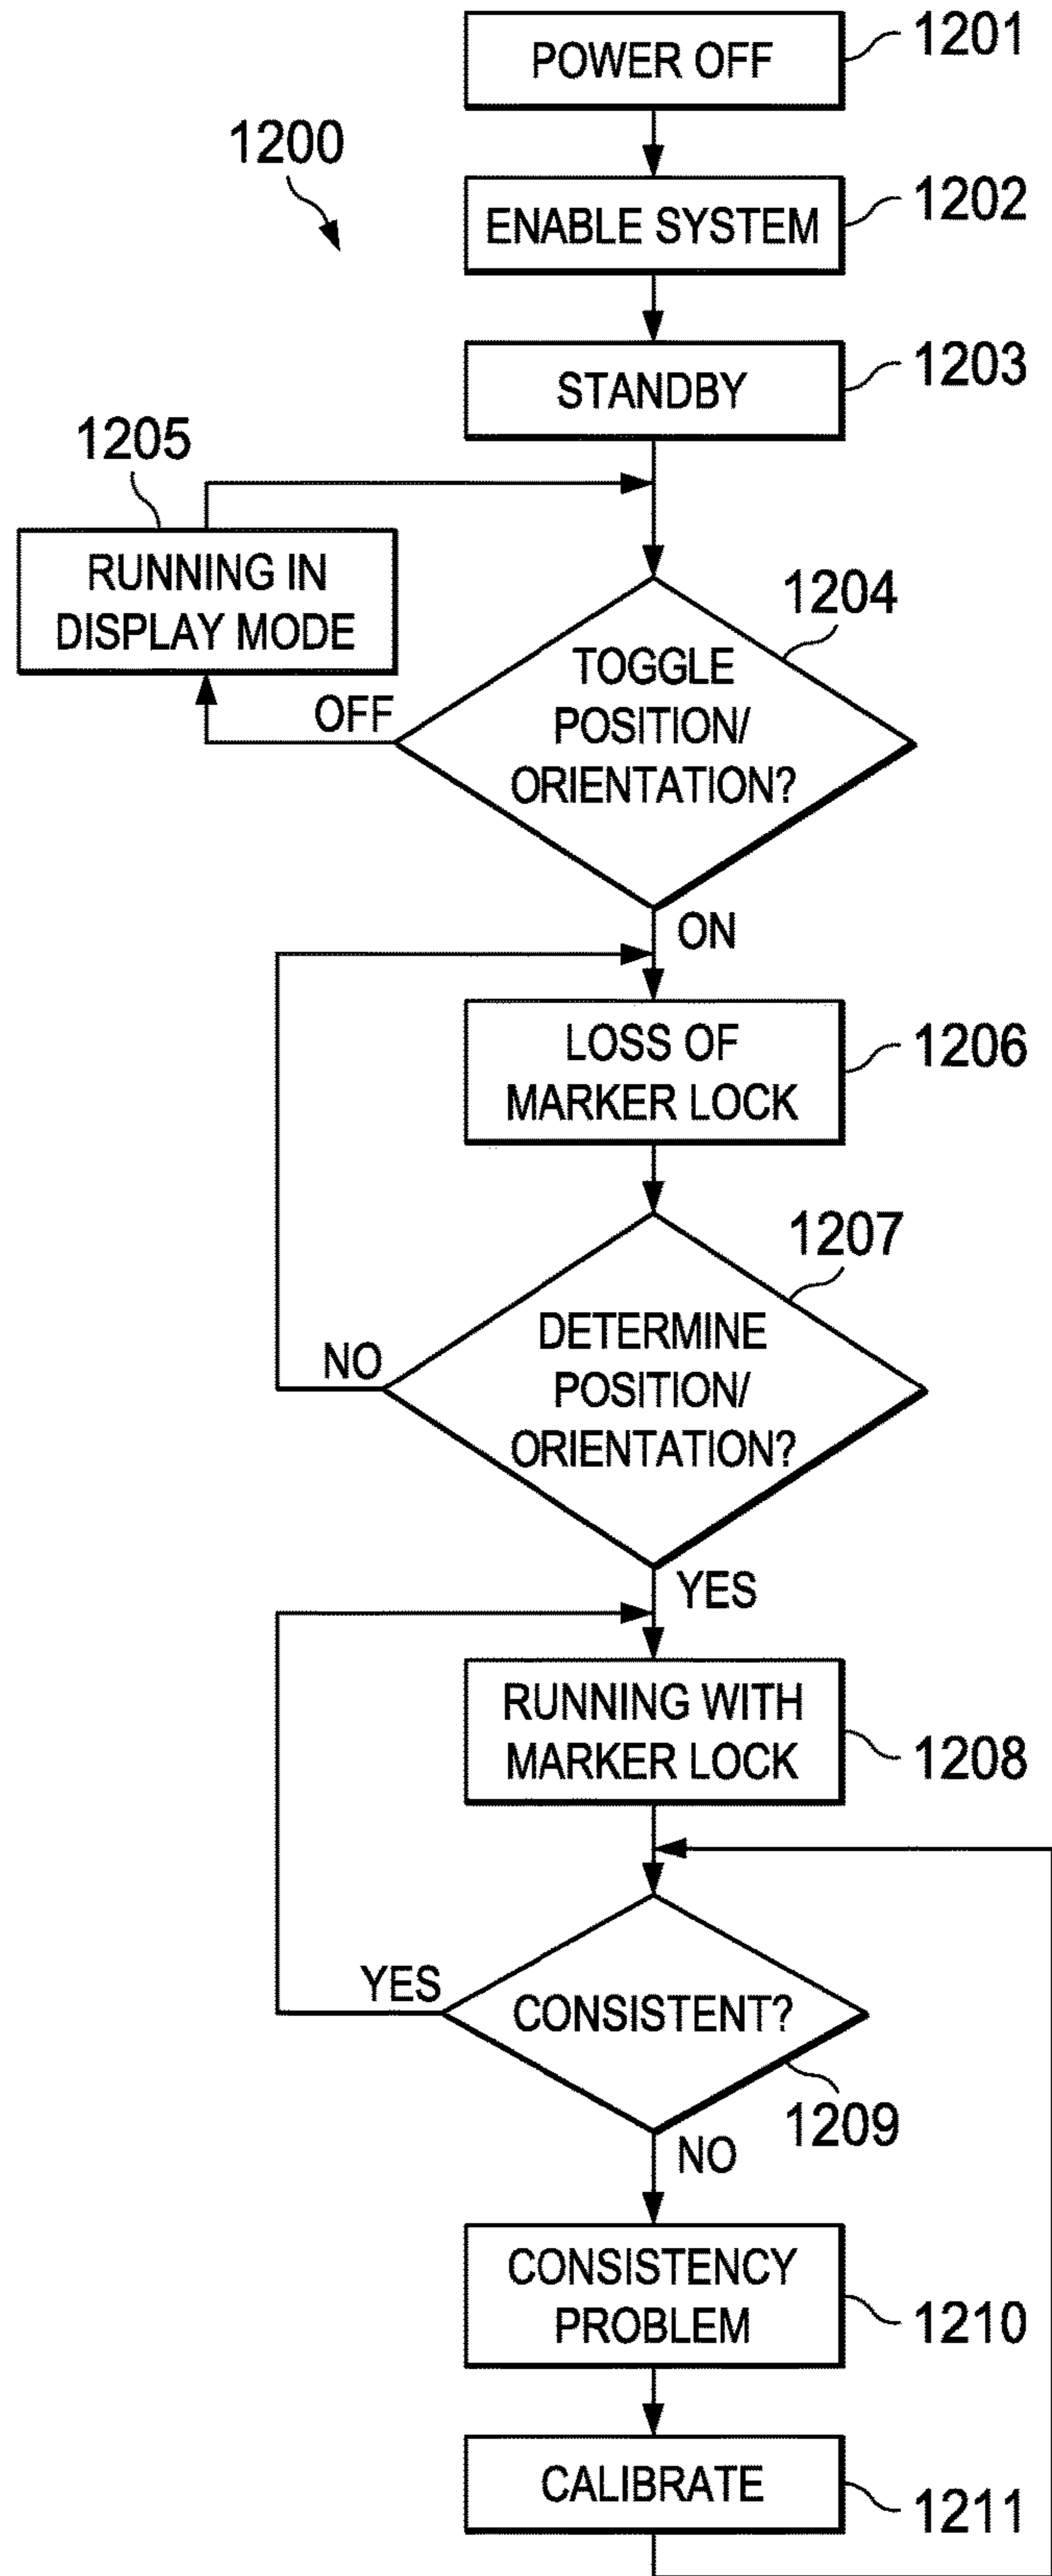 POWER OFF
1201
1200
ENABLE SYSTEM
1202
STANDBY
1203
1205
RUNNING IN
DISPLAY MODE
1204
TOGGLE
POSITION/
ORIENTATION?
OFF
ON
LOSS OF
MARKER LOCK
1206
1207
DETERMINE
POSITION/
ORIENTATION?
NO
YES
RUNNING WITH
MARKER LOCK
1208
YES
CONSISTENT?
1209
NO
CONSISTENCY
PROBLEM
1210
CALIBRATE
1211